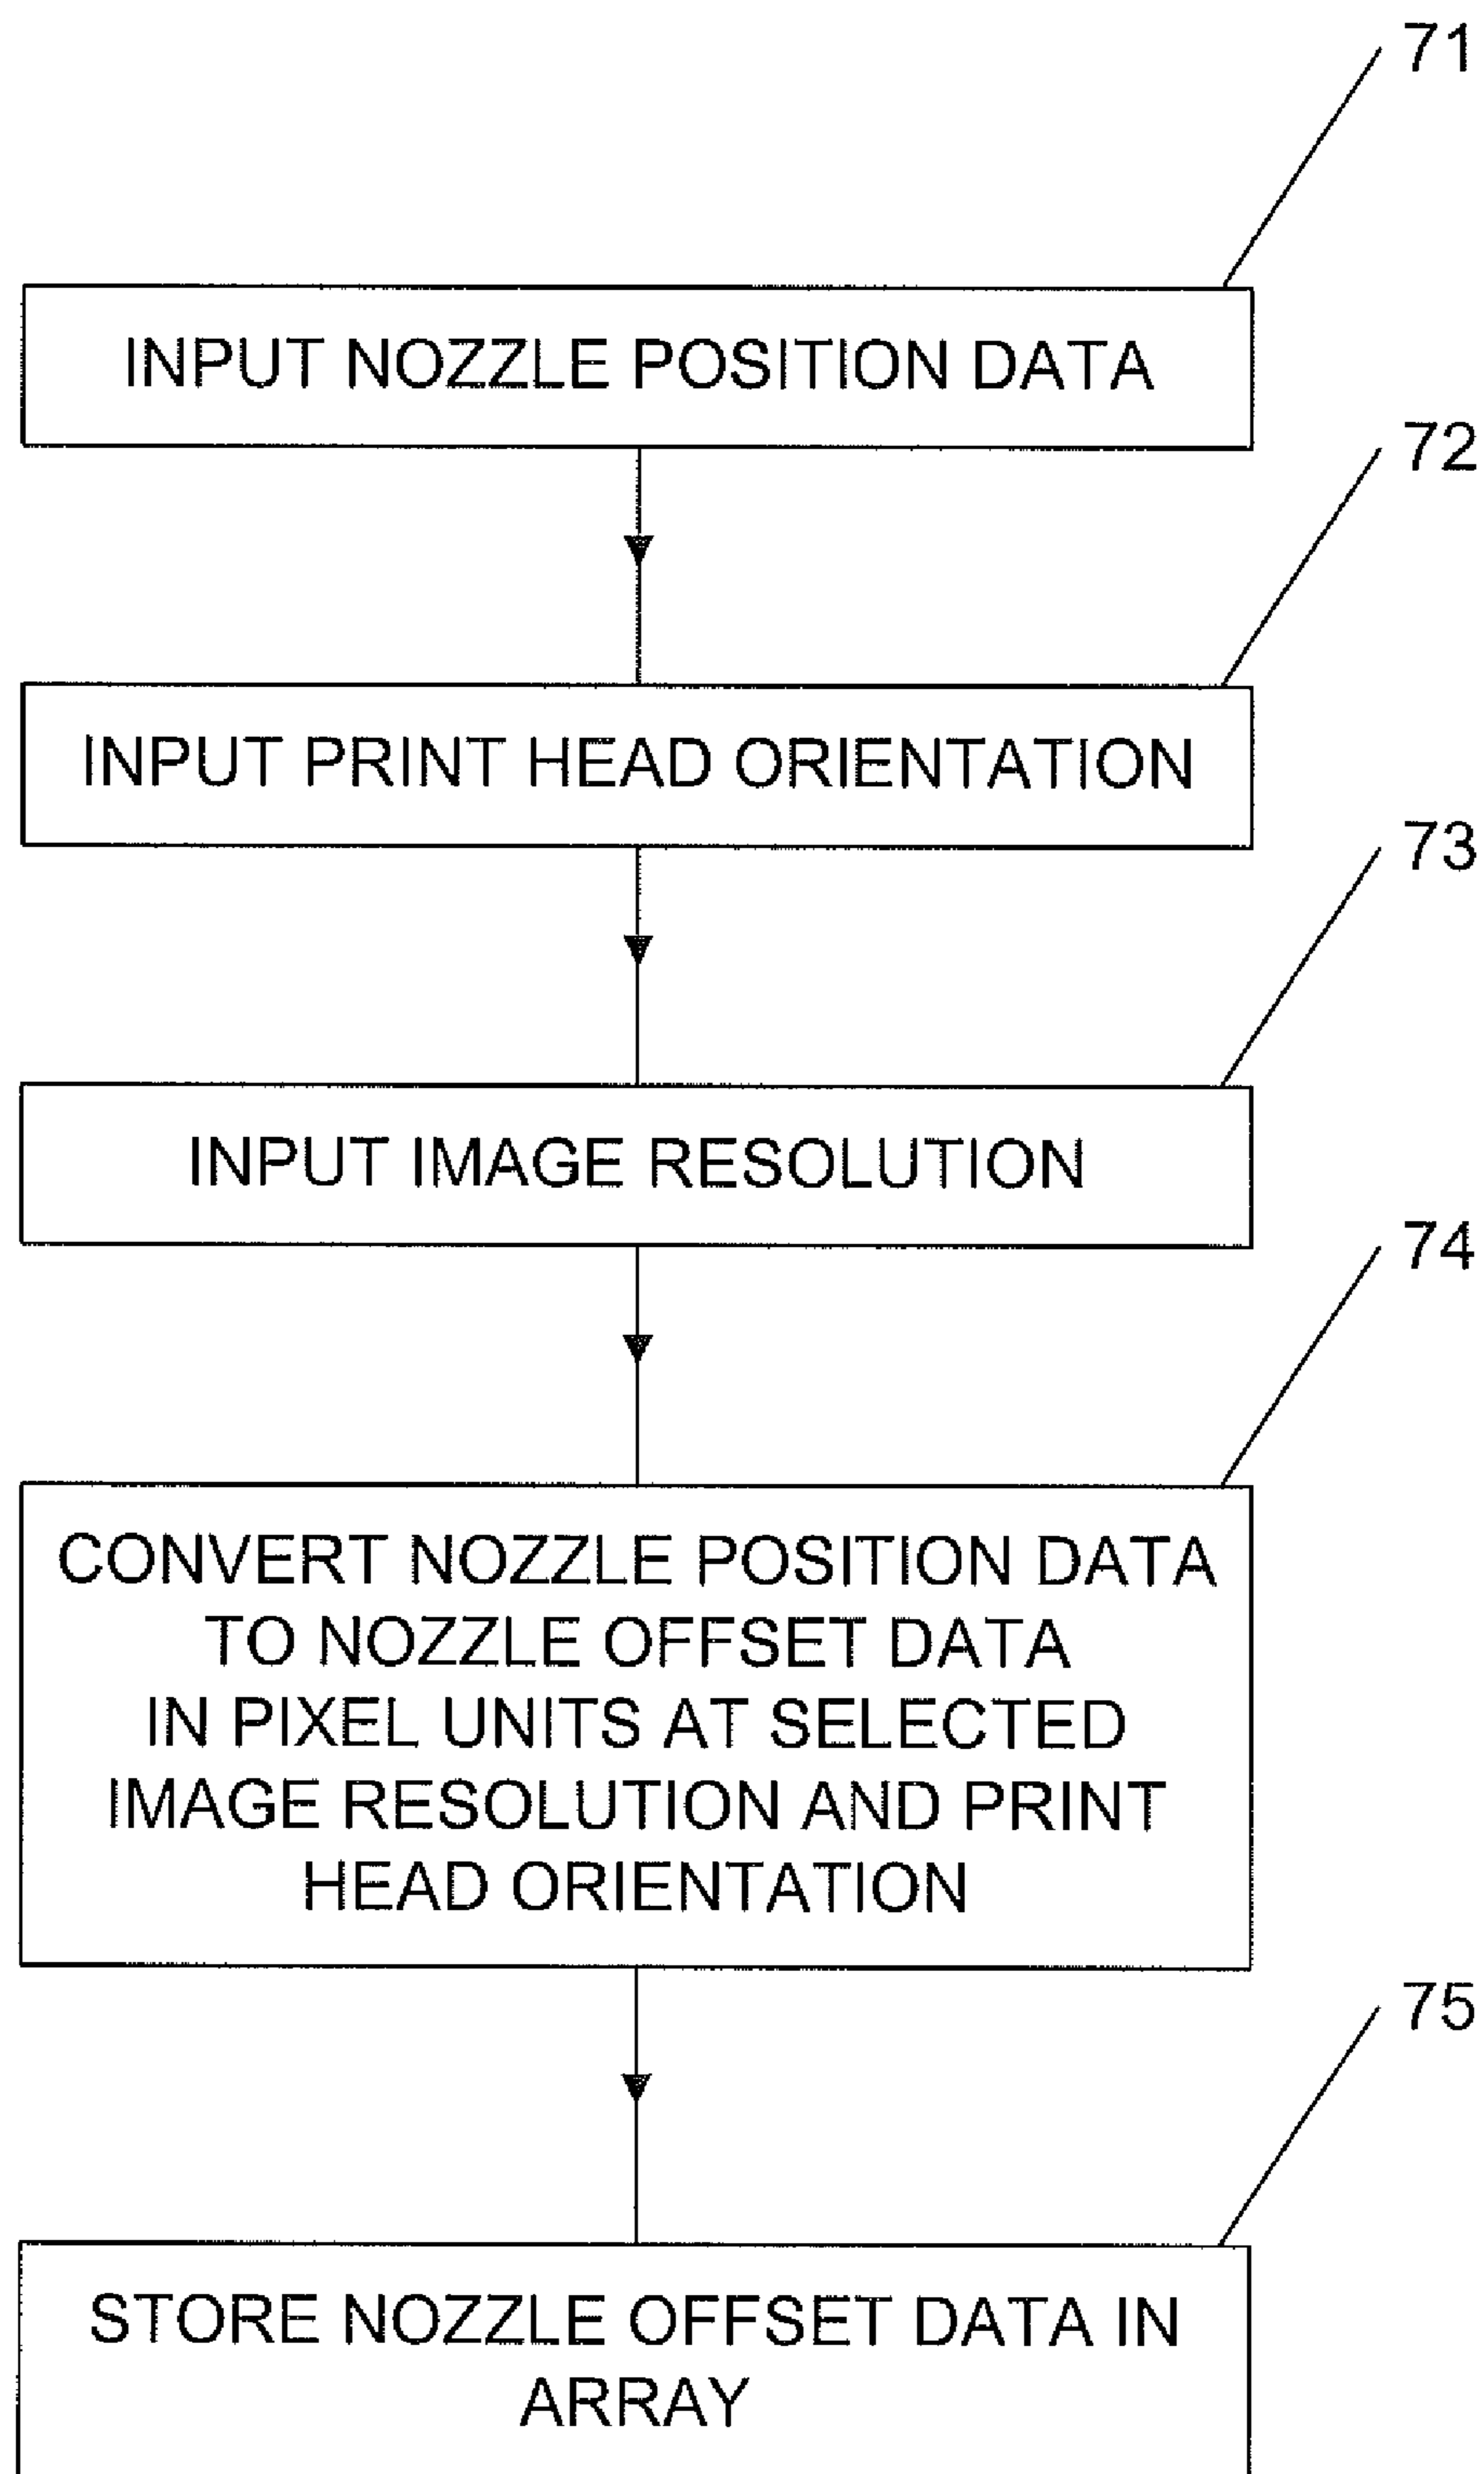 71
INPUT NOZZLE POSITION DATA
72
INPUT PRINT HEAD ORIENTATION
73
INPUT IMAGE RESOLUTION
74
CONVERT NOZZLE POSITION DATA
TO NOZZLE OFFSET DATA
IN PIXEL UNITS AT SELECTED
IMAGE RESOLUTION AND PRINT
HEAD ORIENTATION
75
STORE NOZZLE OFFSET DATA IN
ARRAY